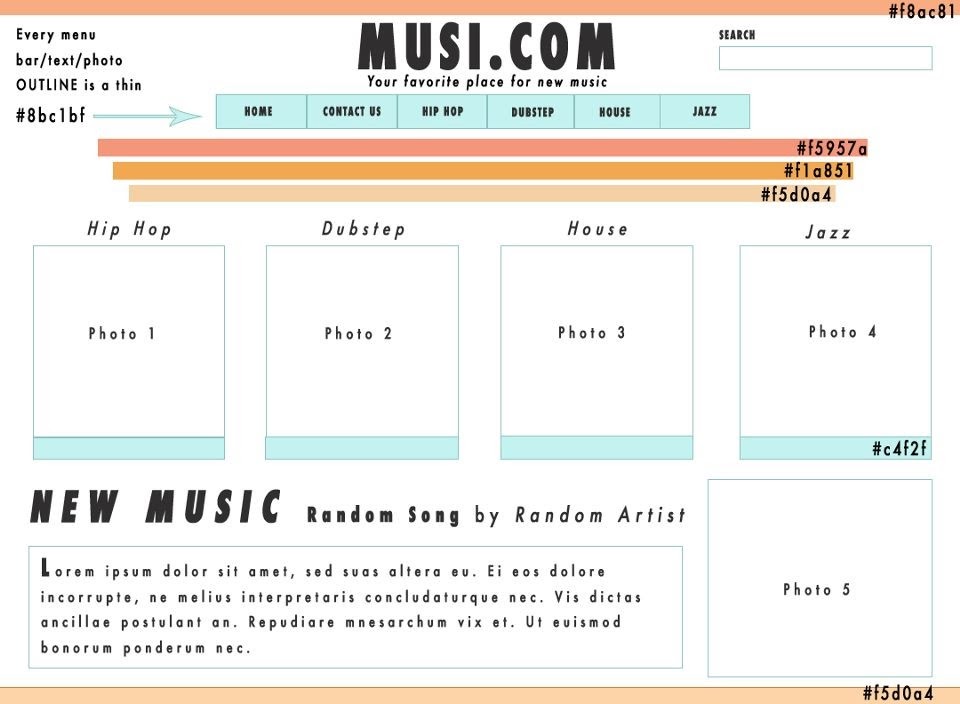 #f8ac81
Every menu
bar/text/photo
OUTLINE is a thin
#8bc1bf
MUSI.COM
Your favorite place for new music
SEARCH
HOME CONTACT US HIP HOP DUBSTEP HOUSE JAZZ
#f5957a
#f1a851
#f5d0a4
Hip Hop Dubstep House Jazz
Photo 1 Photo 2 Photo 3 Photo 4
#c4f2f
NEW MUSIC Random Song by Random Artist
Lorem ipsum dolor sit amet, sed suas altera eu. Ei eos dolore
incorrupte, ne melius interpretaris concludaturque nec. Vis dictas
ancillae postulant an. Repudiare mnesarchum vix et. Ut euismod
bonorum ponderum nec.
Photo 5
#f5d0a4